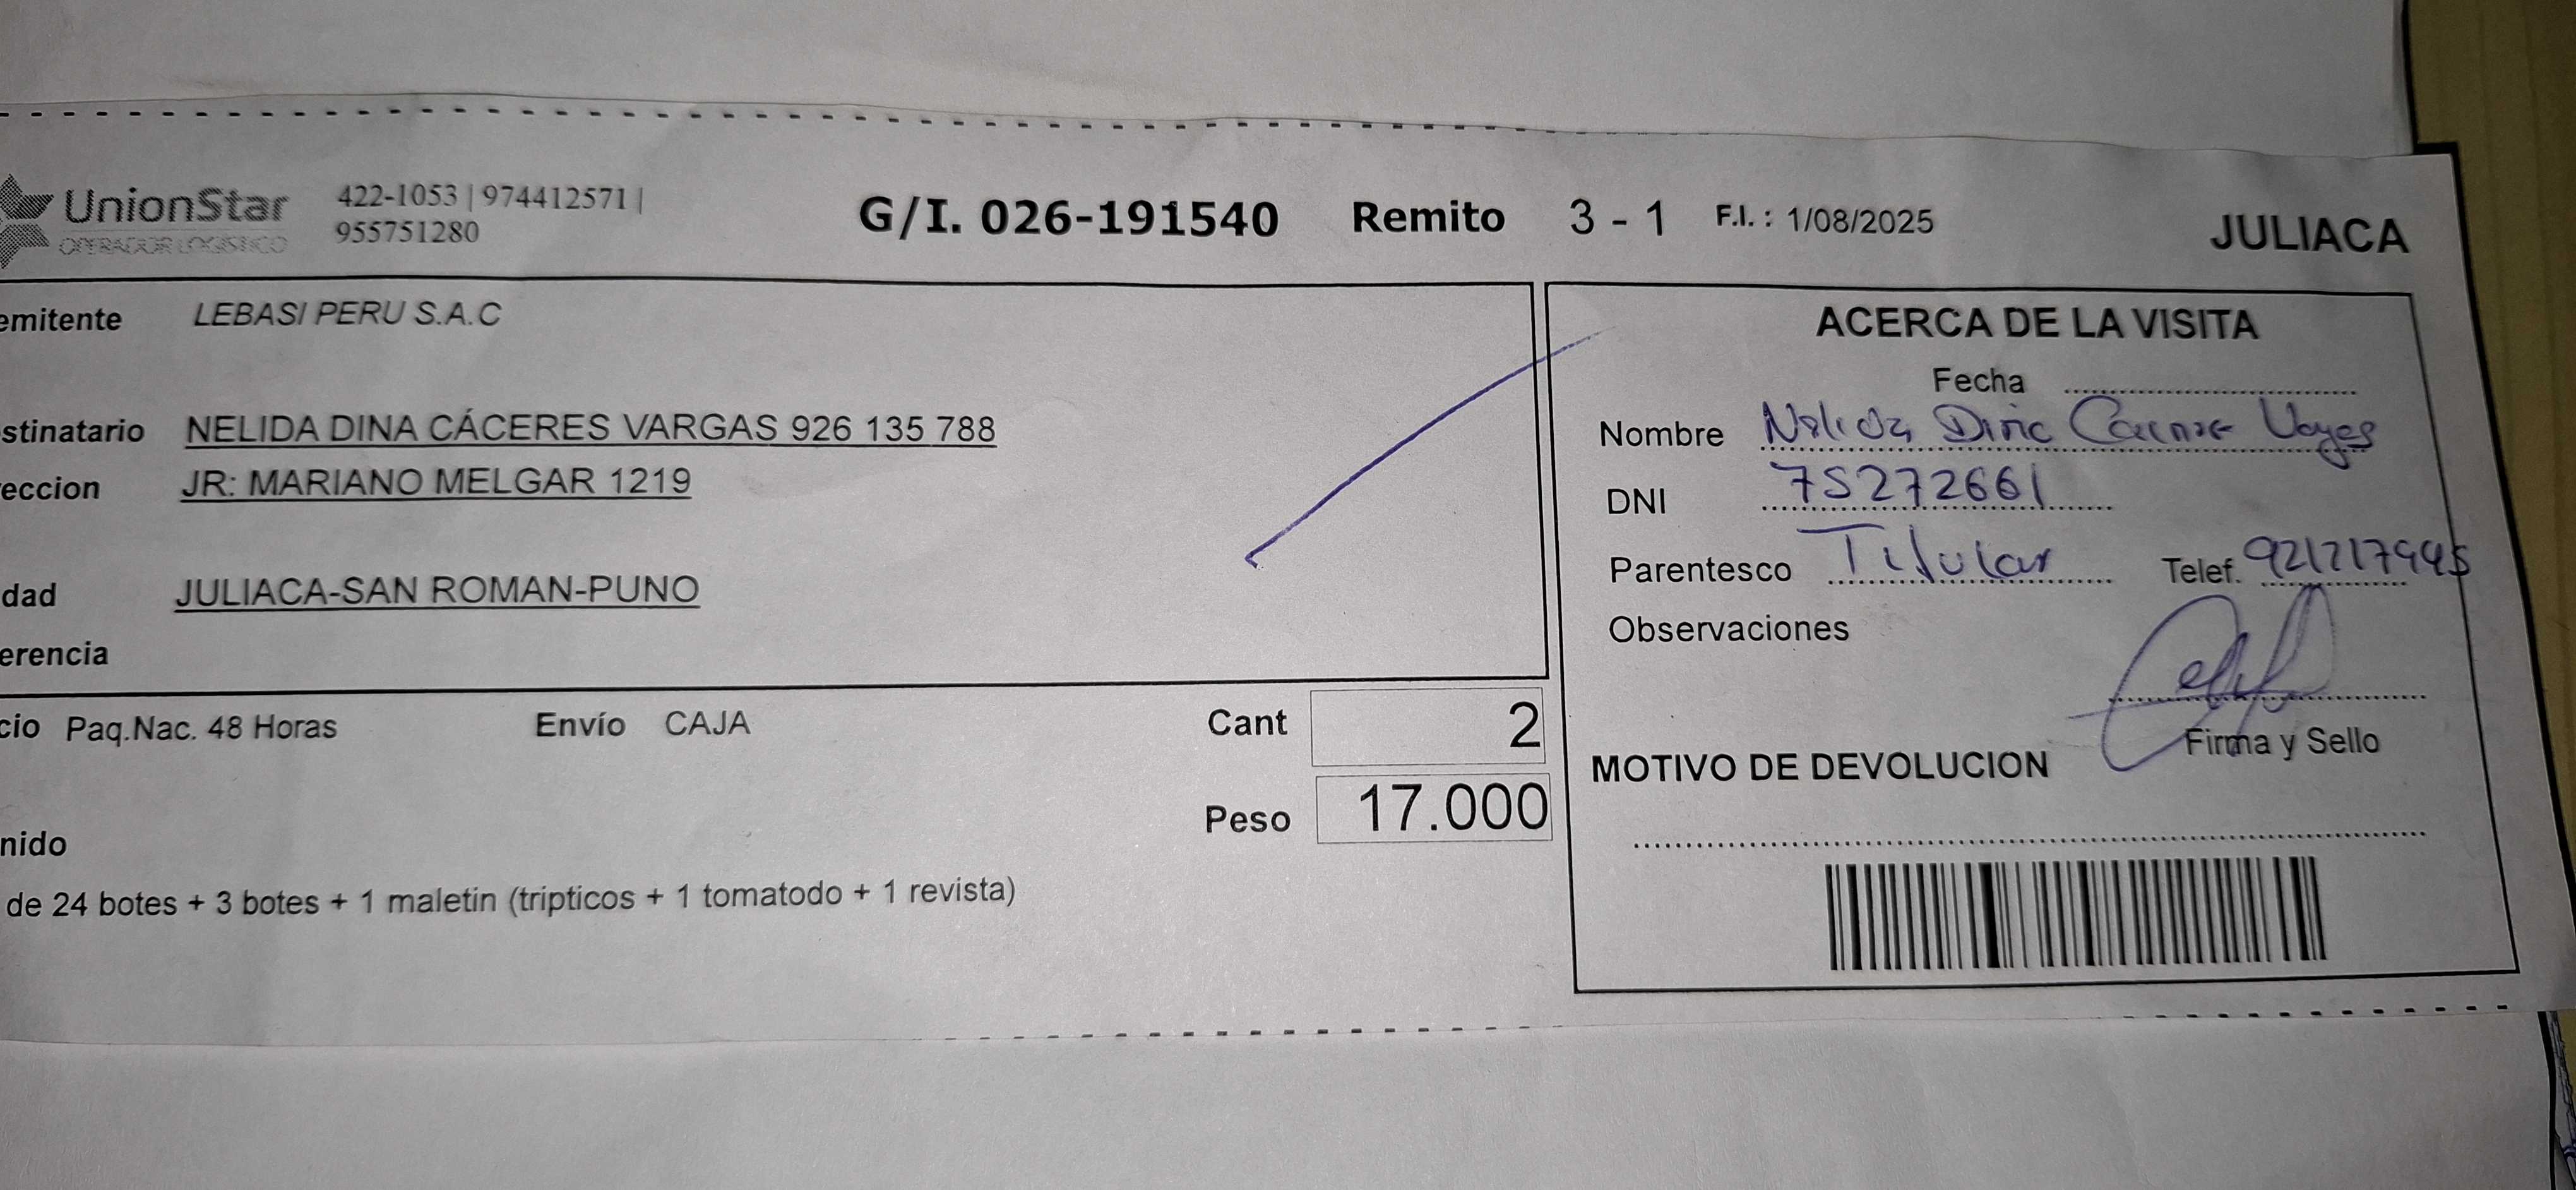 UnionStar
OPERADOR LOGISTICO
422-1053 | 974412571 |
955751280
G/I. 026-191540 Remito 3 - 1 F.I. : 1/08/2025
JULIACA
emitente LEBASI PERU S.A.C
stinatario NELIDA DINA CÁCERES VARGAS 926 135 788
eccion JR: MARIANO MELGAR 1219
dad JULIACA-SAN ROMAN-PUNO
erencia
cio Paq.Nac. 48 Horas Envío CAJA
Cant 2
Peso 17.000
nido
de 24 botes + 3 botes + 1 maletin (tripticos + 1 tomatodo + 1 revista)
ACERCA DE LA VISITA
Fecha
Nombre Nelida Dina
DNI 75272661
Parentesco Titular Telef.
Observaciones
Firma y Sello
MOTIVO DE DEVOLUCION